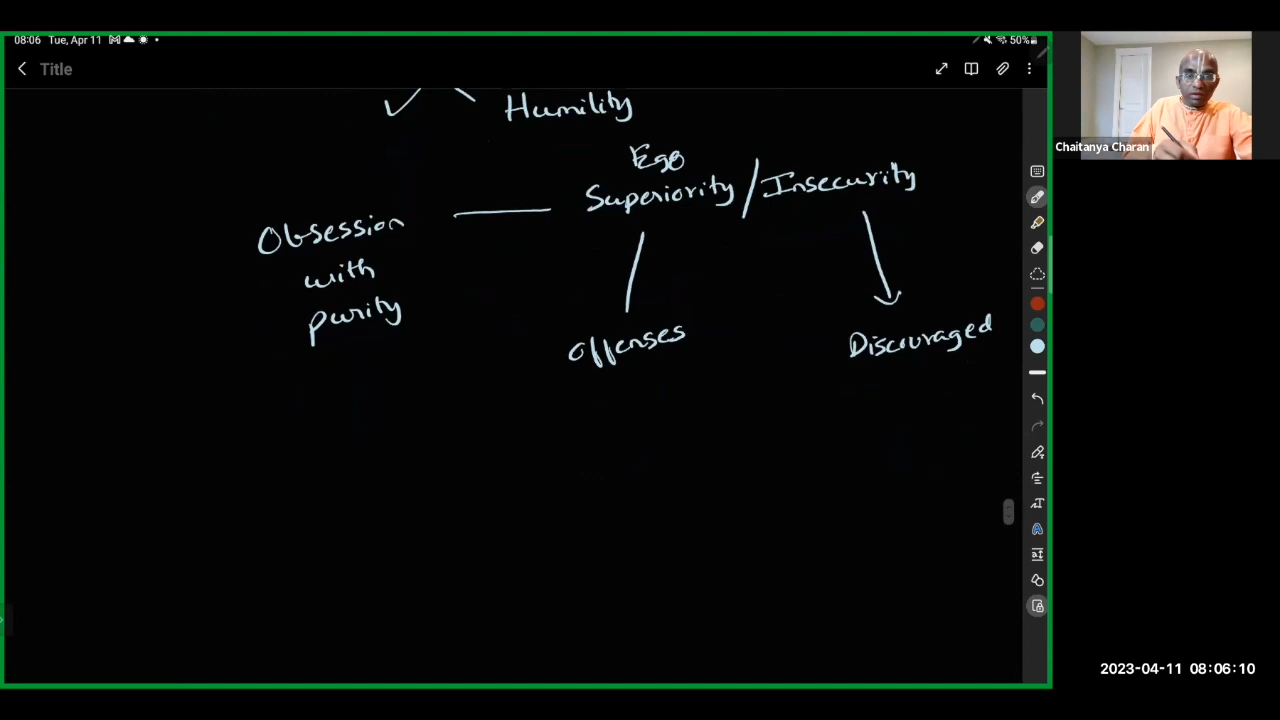 08:06 Tue, Apr 11
50%
Title
Humility
Ego
Superiority / Insecurity
Obsession
with
purity
Offenses
Discouraged
Chaitanya Charan
2023-04-11 08:06:10